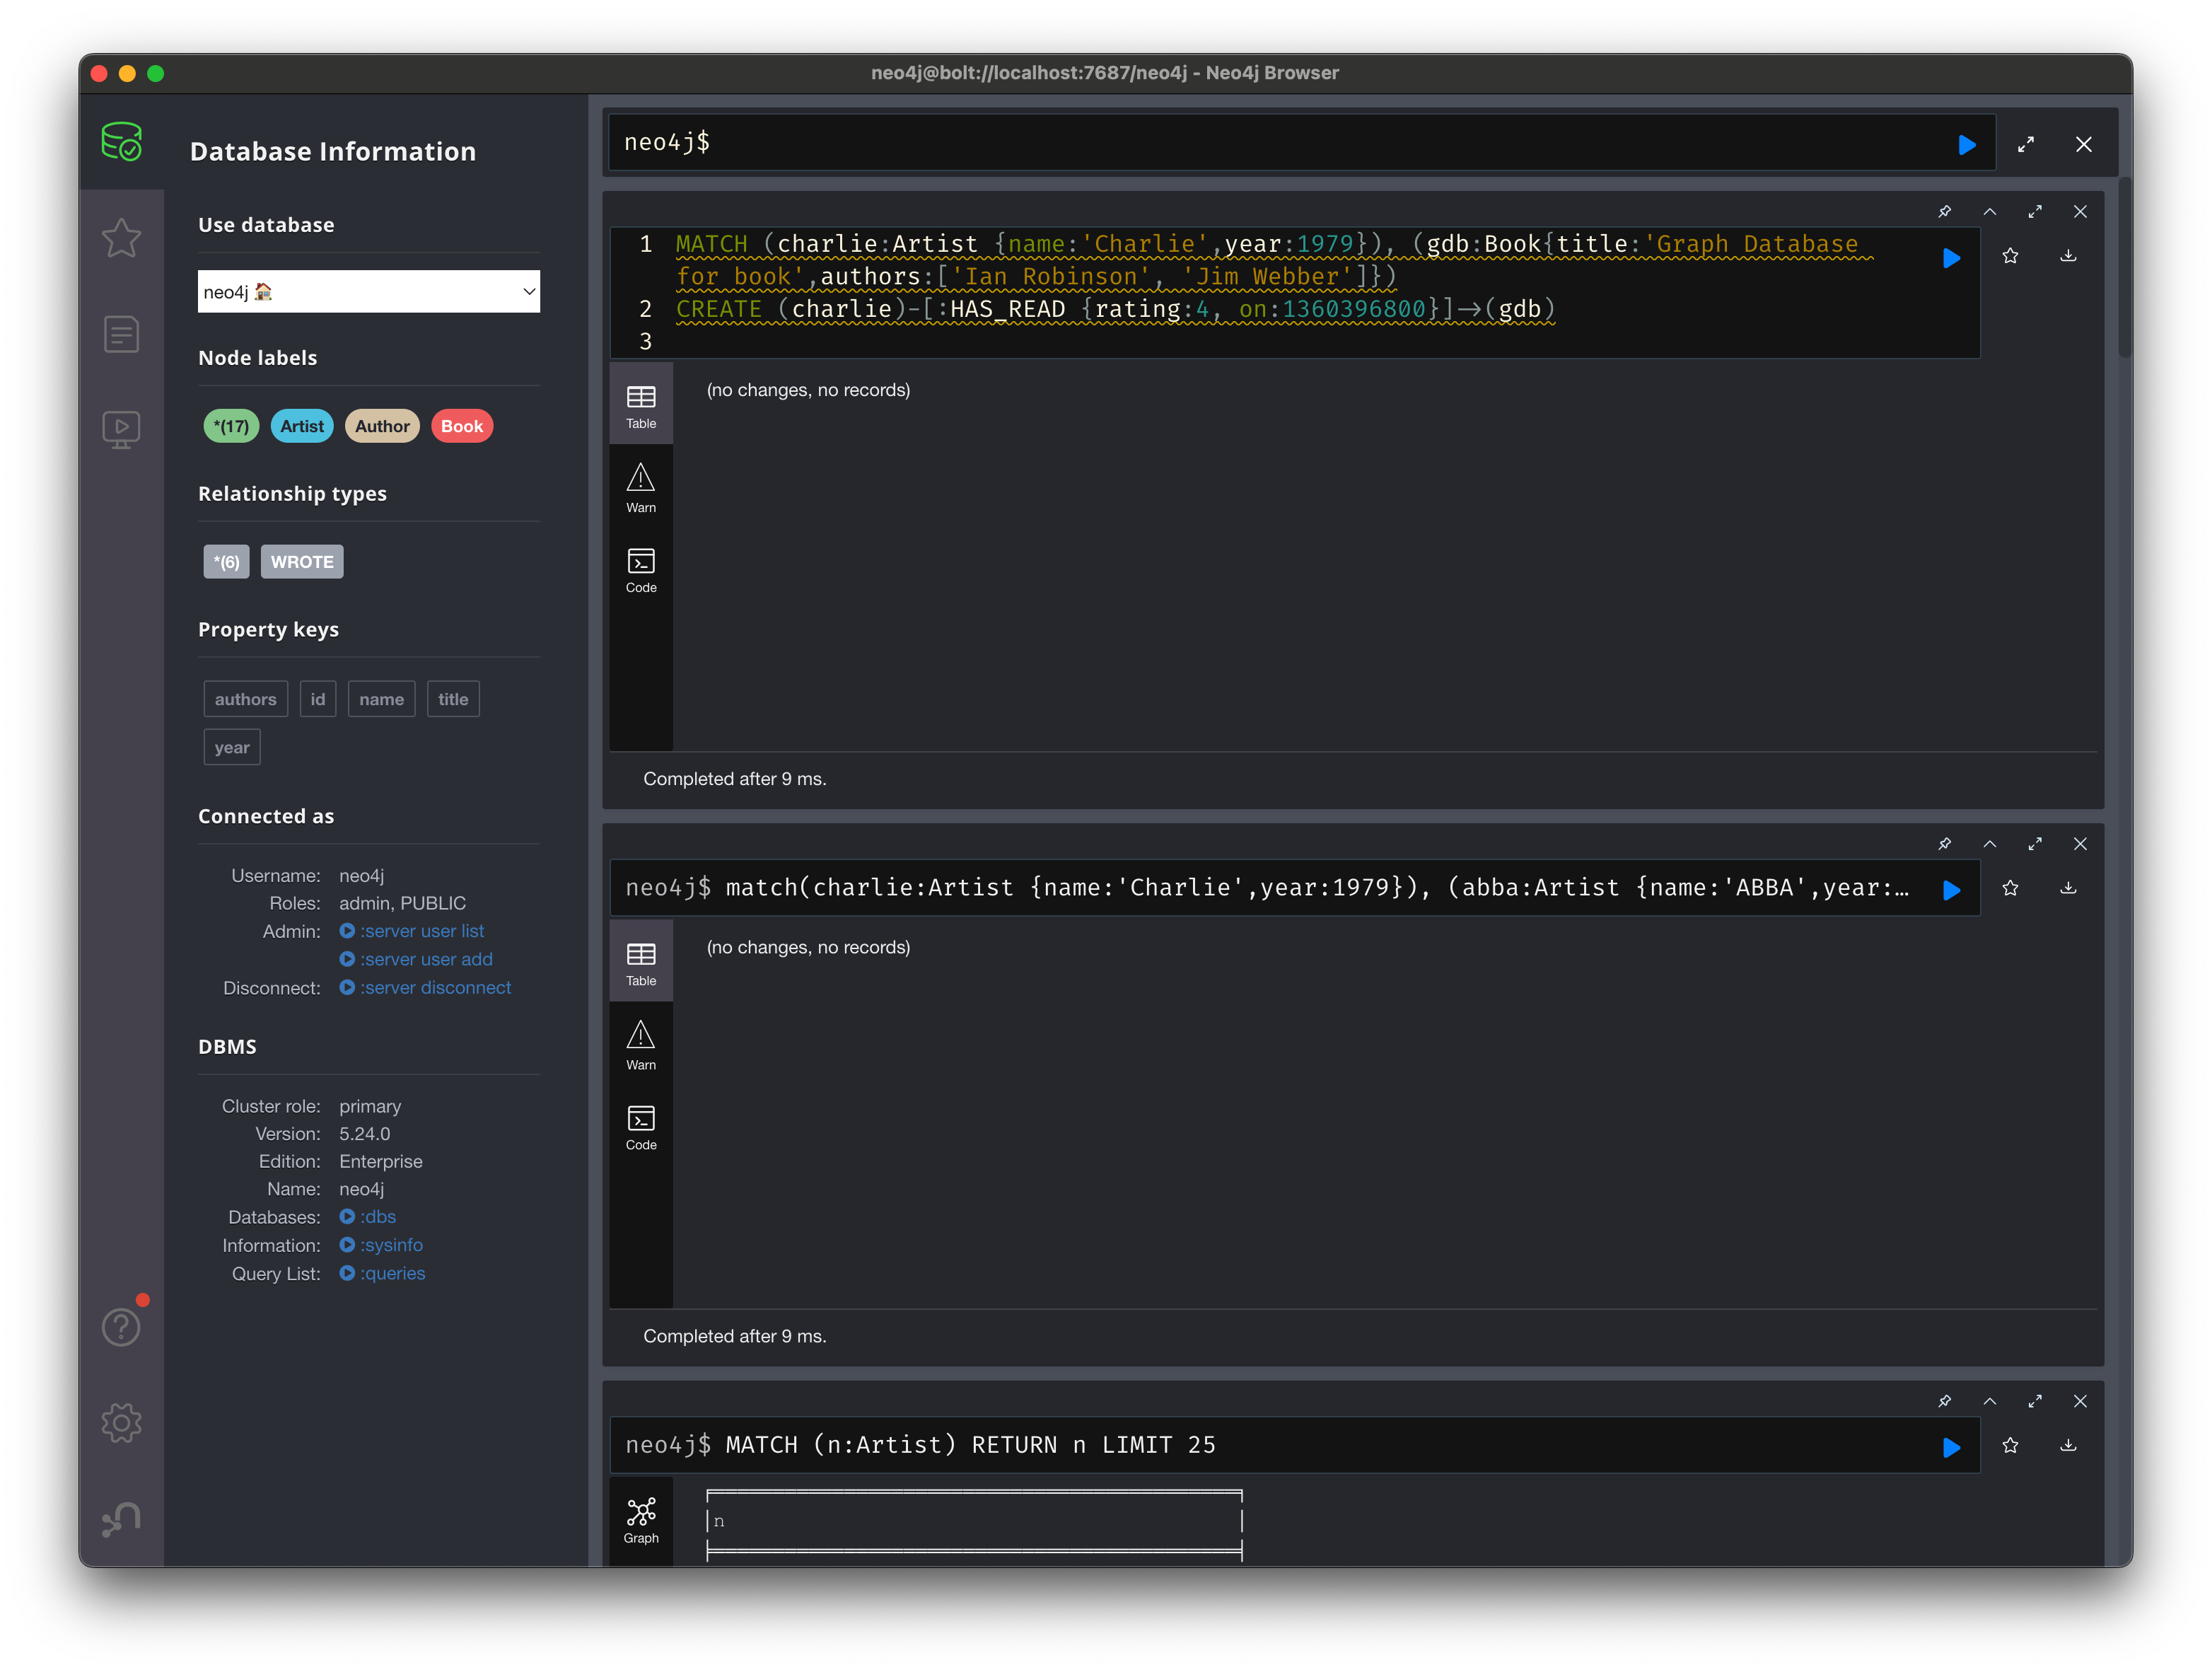 neo4j@bolt://localhost:7687/neo4j - Neo4j Browser
Database Information
Use database
neo4j 🏠
Node labels
*(17) Artist Author Book
Relationship types
*(6) WROTE
Property keys
authors id name title
year
Connected as
Username: neo4j
Roles: admin, PUBLIC
Admin: :server user list
:server user add
Disconnect: :server disconnect
DBMS
Cluster role: primary
Version: 5.24.0
Edition: Enterprise
Name: neo4j
Databases: :dbs
Information: :sysinfo
Query List: :queries
neo4j$
1 MATCH (charlie:Artist {name:'Charlie',year:1979}), (gdb:Book{title:'Graph Database
for book',authors:['Ian Robinson', 'Jim Webber']})
2 CREATE (charlie)-[:HAS_READ {rating:4, on:1360396800}]->(gdb)
3
Table
(no changes, no records)
Warn
Code
Completed after 9 ms.
neo4j$ match(charlie:Artist {name:'Charlie',year:1979}), (abba:Artist {name:'ABBA',year:…
Table
(no changes, no records)
Warn
Code
Completed after 9 ms.
neo4j$ MATCH (n:Artist) RETURN n LIMIT 25
Graph
n